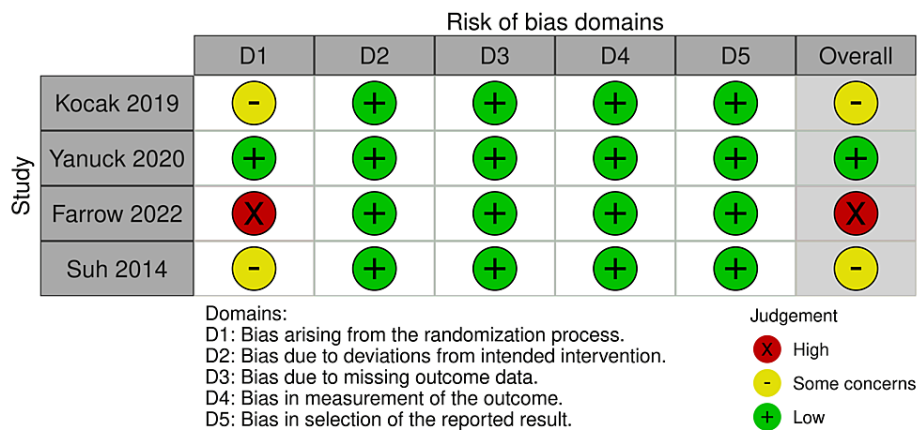 Risk of bias domains
D1 D2 D3 D4 D5 Overall
Study
Kocak 2019 - + + + + -
Yanuck 2020 + + + + + +
Farrow 2022 X + + + + X
Suh 2014 - + + + + -
Domains:
D1: Bias arising from the randomization process.
D2: Bias due to deviations from intended intervention.
D3: Bias due to missing outcome data.
D4: Bias in measurement of the outcome.
D5: Bias in selection of the reported result.
Judgement
X High
- Some concerns
+ Low